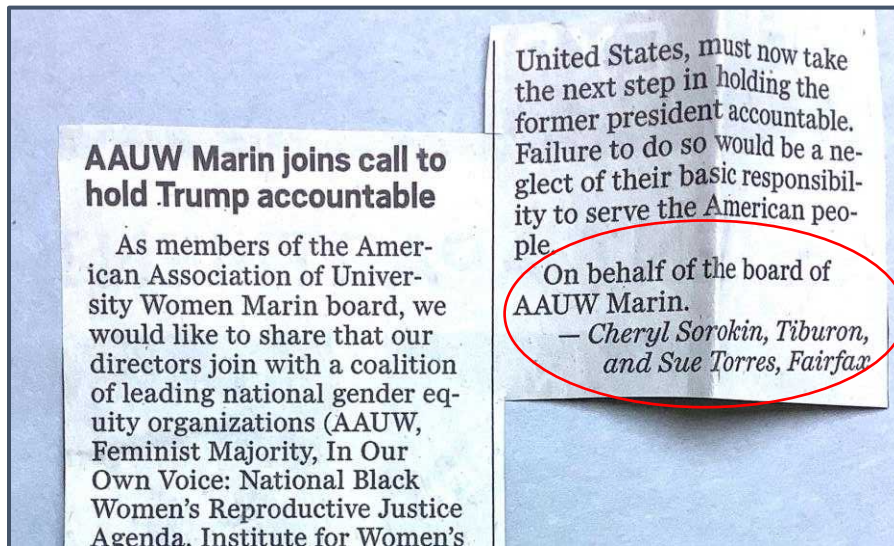 AAUW Marin joins call to
hold Trump accountable
As members of the Amer-
ican Association of Univer-
sity Women Marin board, we
would like to share that our
directors join with a coalition
of leading national gender eq-
uity organizations (AAUW,
Feminist Majority, In Our
Own Voice: National Black
Women's Reproductive Justice
Agenda, Institute for Women's
United States, must now take
the next step in holding the
former president accountable.
Failure to do so would be a ne-
glect of their basic responsibil-
ity to serve the American peo-
ple.
On behalf of the board of
AAUW Marin.
— Cheryl Sorokin, Tiburon,
and Sue Torres, Fairfax